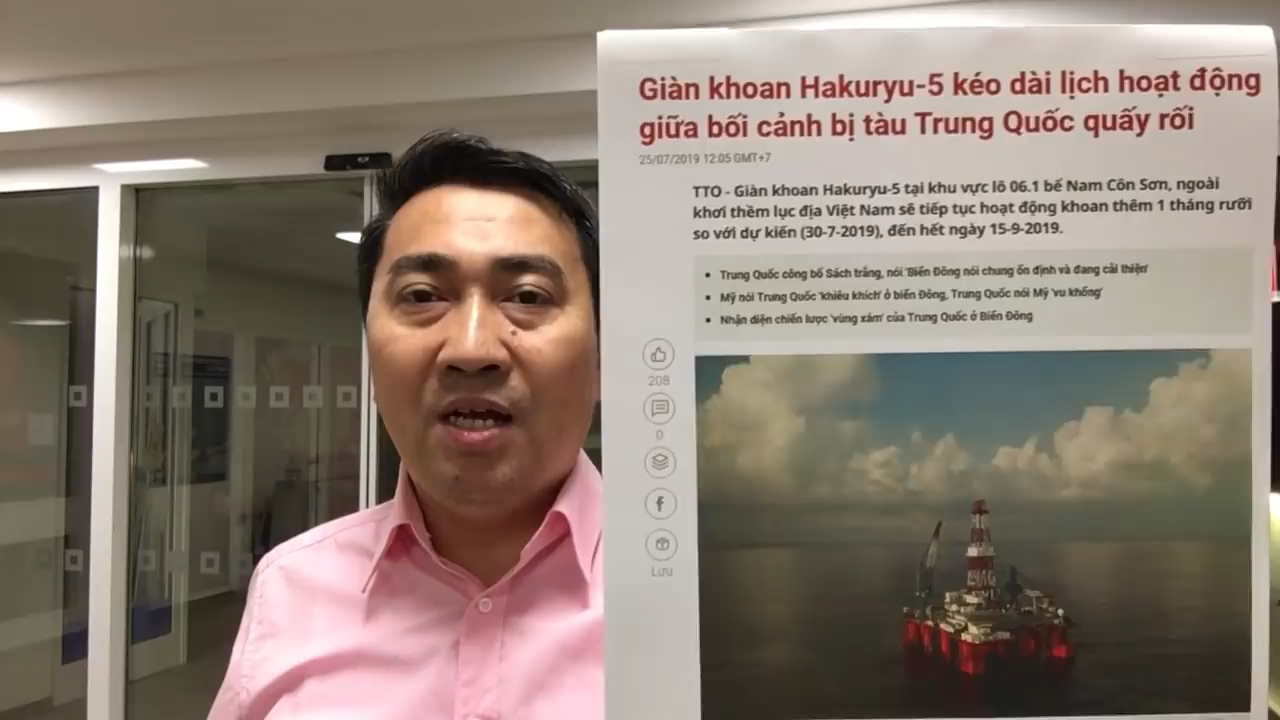 Giàn khoan Hakuryu-5 kéo dài lịch hoạt động
giữa bối cảnh bị tàu Trung Quốc quấy rối
25/07/2019 12:05 GMT+7
TTO - Giàn khoan Hakuryu-5 tại khu vực lô 06.1 bể Nam Côn Sơn, ngoài
khơi thềm lục địa Việt Nam sẽ tiếp tục hoạt động khoan thêm 1 tháng rưỡi
so với dự kiến (30-7-2019), đến hết ngày 15-9-2019.
• Trung Quốc công bố Sách trắng, nói 'Biển Đông nói chung ổn định và đang cải thiện'
• Mỹ nói Trung Quốc 'khiêu khích' ở biển Đông, Trung Quốc nói Mỹ 'vu khống'
• Nhận diện chiến lược 'vùng xám' của Trung Quốc ở Biển Đông
208
0
f
Lưu